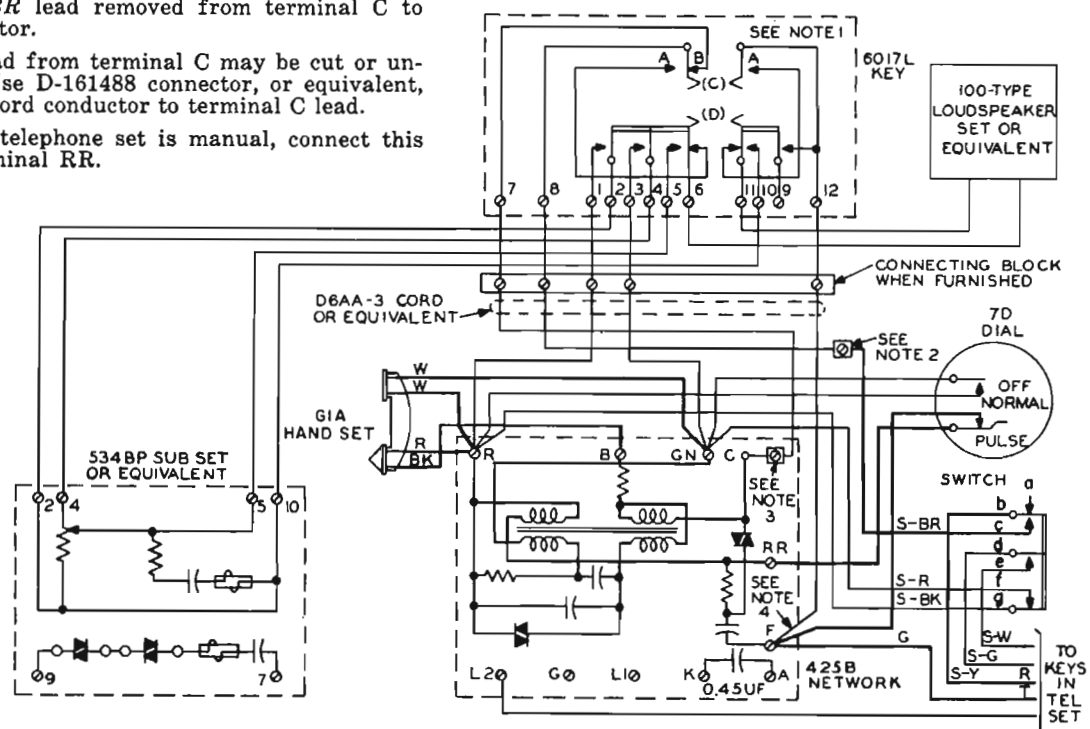 BR lead removed from terminal C to
tor.
d from terminal C may be cut or un-
se D-161488 connector, or equivalent,
ord conductor to terminal C lead.
telephone set is manual, connect this
minal RR.
SEE NOTE 1
6017L
KEY
A B A
(C)
(D)
7 8 1 2 3 4 5 6 11 10 9 12
100-TYPE
LOUDSPEAKER
SET OR
EQUIVALENT
CONNECTING BLOCK
WHEN FURNISHED
D6AA-3 CORD
OR EQUIVALENT
SEE
NOTE 2
7D
DIAL
OFF
NORMAL
PULSE
W
W
G1A
HAND SET
R
BK
R B GN C
SEE
NOTE
3
RR
SEE
NOTE
4
F
L2 G L1 K A
0.45UF
425B
NETWORK
534BP SUB SET
OR EQUIVALENT
2 4 5 10
9 7
SWITCH a
b
c
d
e
f
g
S-BR
S-R
S-BK
G
S-W
S-G
S-Y R
T
TO
KEYS
IN
TEL
SET